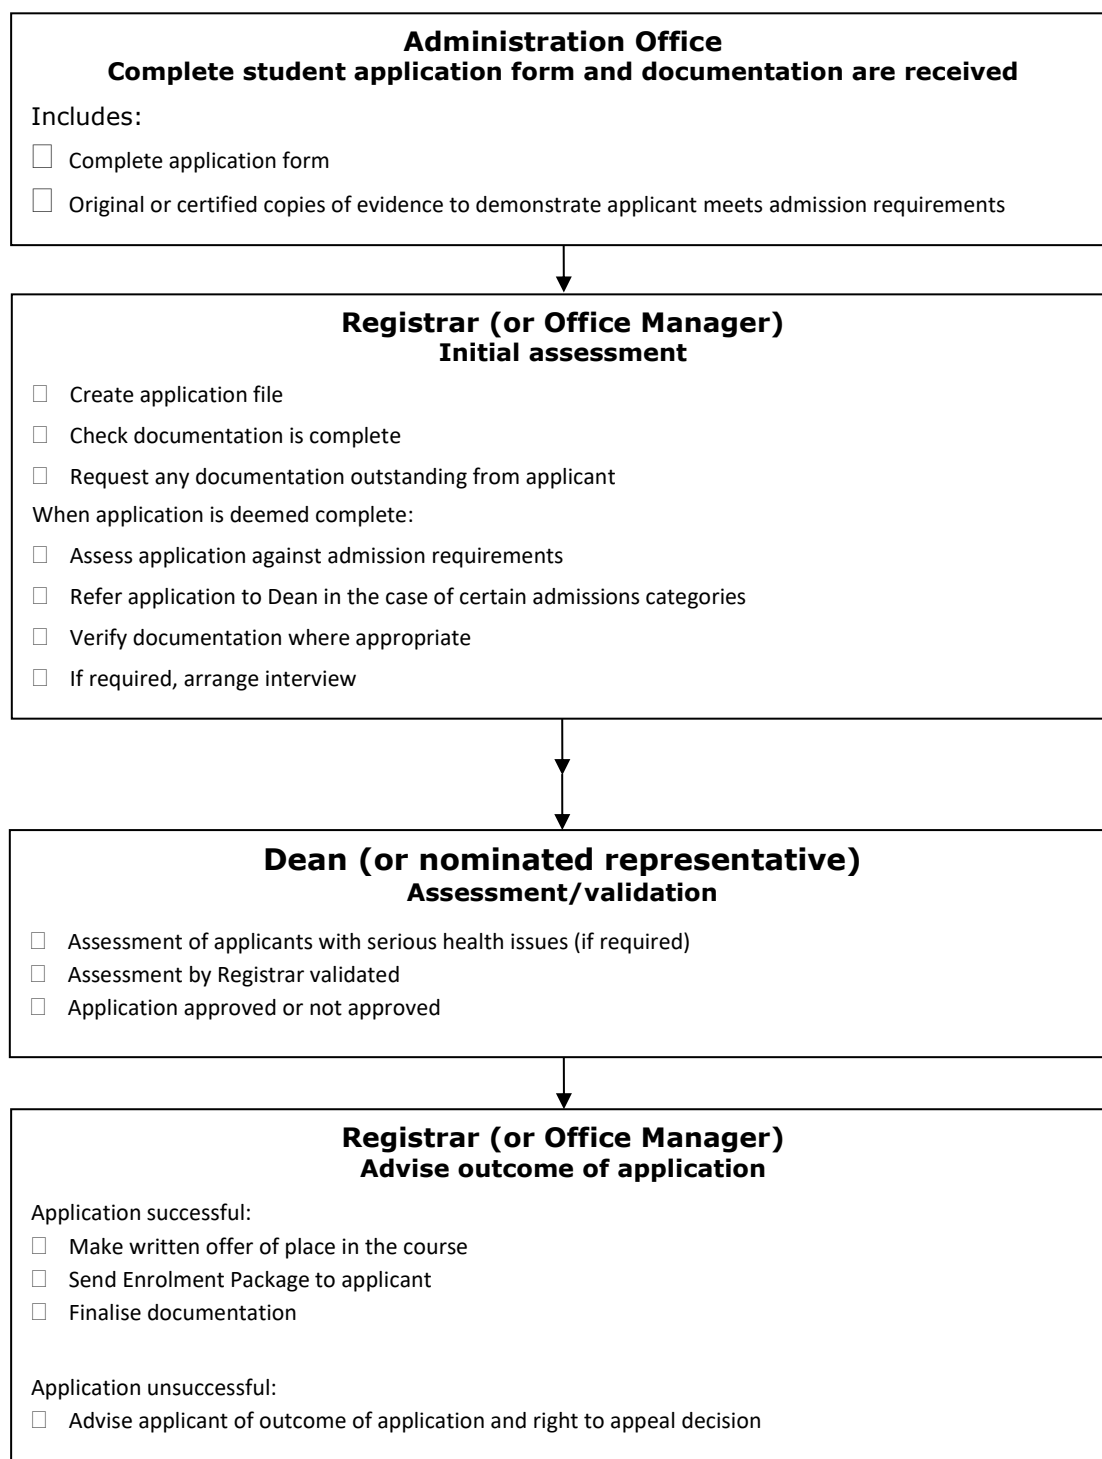 Administration Office
Complete student application form and documentation are received
Includes:
☐ Complete application form
☐ Original or certified copies of evidence to demonstrate applicant meets admission requirements
Registrar (or Office Manager)
Initial assessment
☐ Create application file
☐ Check documentation is complete
☐ Request any documentation outstanding from applicant
When application is deemed complete:
☐ Assess application against admission requirements
☐ Refer application to Dean in the case of certain admissions categories
☐ Verify documentation where appropriate
☐ If required, arrange interview
Dean (or nominated representative)
Assessment/validation
☐ Assessment of applicants with serious health issues (if required)
☐ Assessment by Registrar validated
☐ Application approved or not approved
Registrar (or Office Manager)
Advise outcome of application
Application successful:
☐ Make written offer of place in the course
☐ Send Enrolment Package to applicant
☐ Finalise documentation
Application unsuccessful:
☐ Advise applicant of outcome of application and right to appeal decision